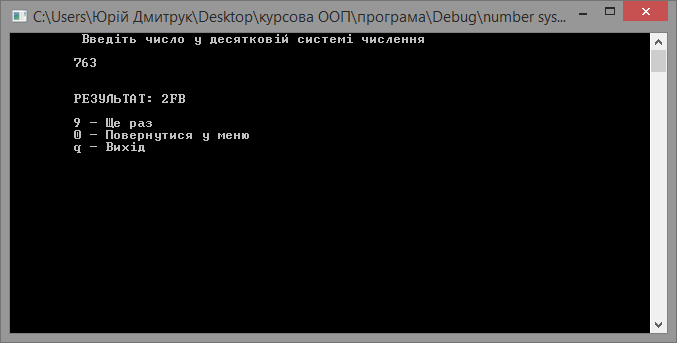 C:\Users\Юрій Дмитрук\Desktop\курсова ООП\програма\Debug\number sys...
Введіть число у десятковій системі числення
763
РЕЗУЛЬТАТ: 2FB
9 - Ще раз
0 - Повернутися у меню
q - Вихід